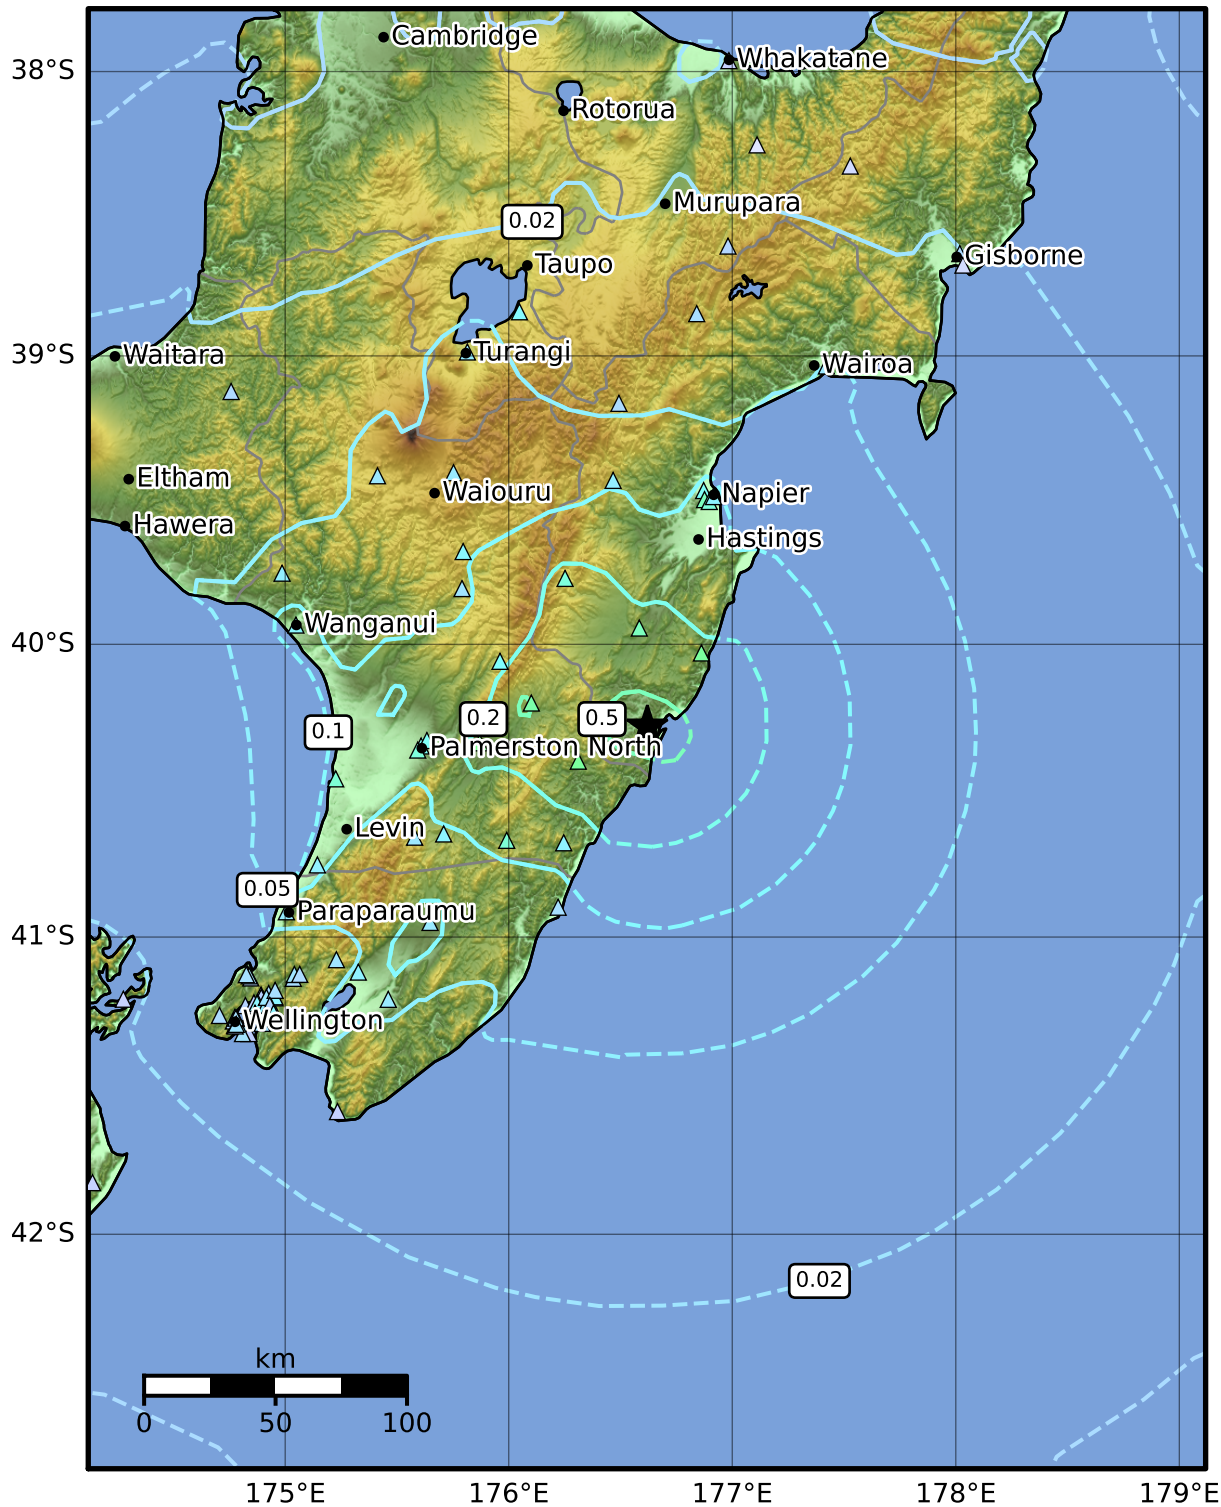 Cambridge
Whakatane
38°S
Rotorua
Murupara
0.02
Gisborne
Taupo
Turangi
39°S
Waitara
Wairoa
Eltham
Waiouru
Napier
Hawera
Hastings
Wanganui
40°S
0.1
0.2
0.5
Palmerston North
Levin
0.05
Paraparaumu
41°S
Wellington
42°S
0.02
km
0 50 100
175°E 176°E 177°E 178°E 179°E